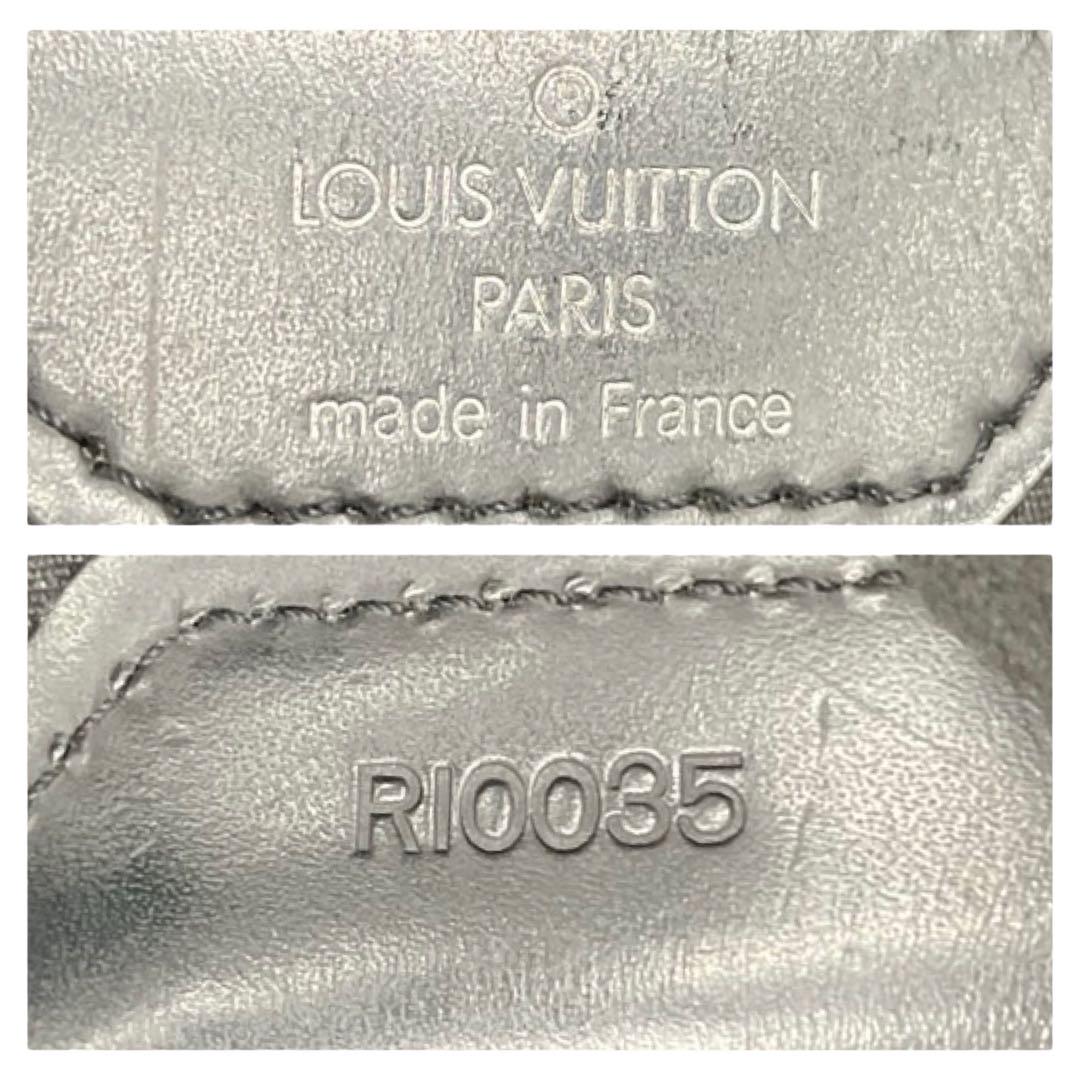 ®
LOUIS VUITTON
PARIS
made in France
RI0035